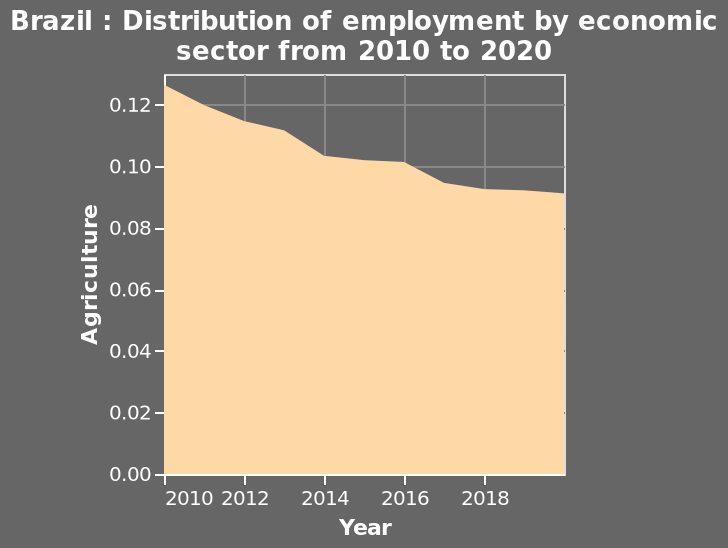 Brazil : Distribution of employment by economic
sector from 2010 to 2020
0.12
0.10
0.08
0.06
0.04
0.02
0.00
Agriculture
2010 2012 2014 2016 2018
Year